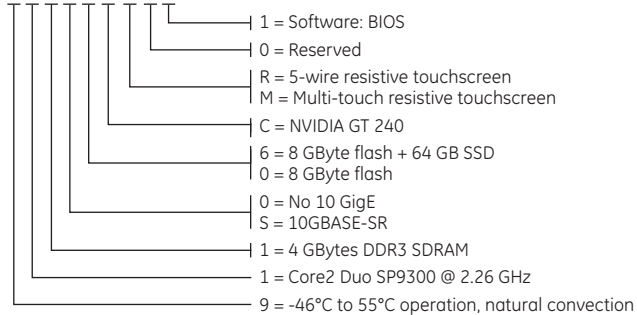 1 = Software: BIOS
0 = Reserved
R = 5-wire resistive touchscreen
M = Multi-touch resistive touchscreen
C = NVIDIA GT 240
6 = 8 GByte flash + 64 GB SSD
0 = 8 GByte flash
0 = No 10 GigE
S = 10GBASE-SR
1 = 4 GBytes DDR3 SDRAM
1 = Core2 Duo SP9300 @ 2.26 GHz
9 = -46°C to 55°C operation, natural convection